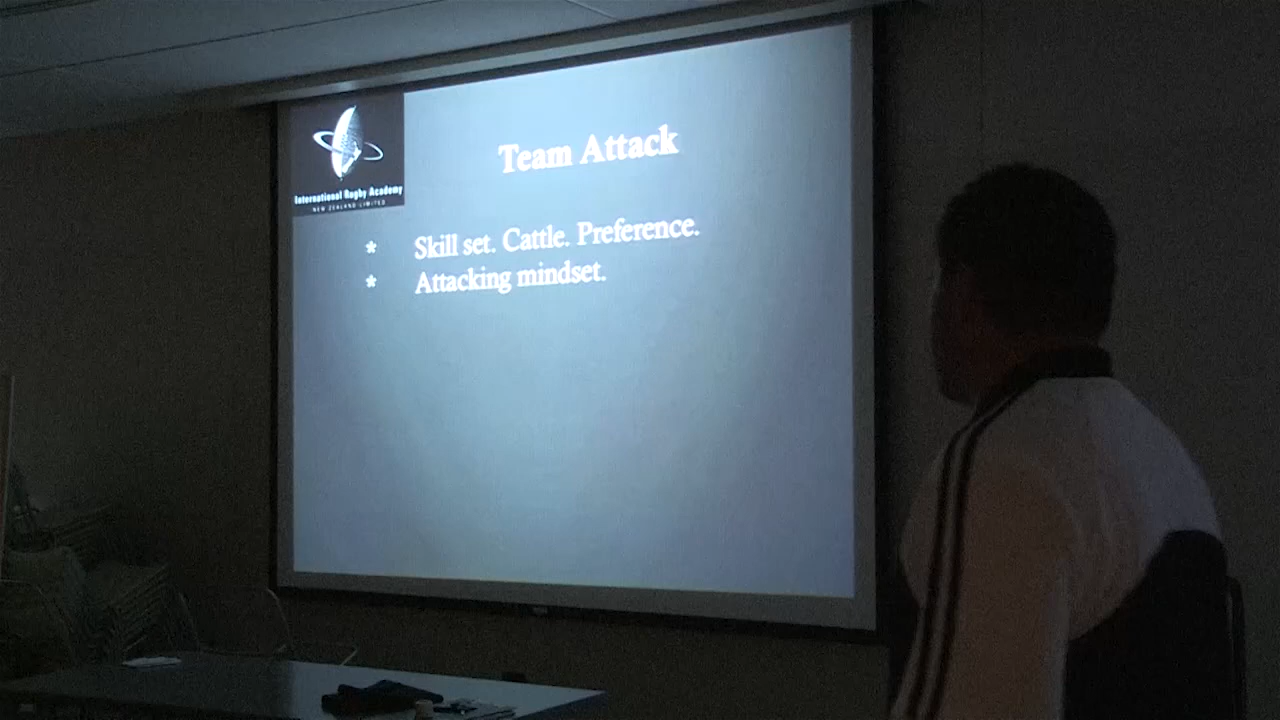 International Rugby Academy
NEW ZEALAND LIMITED
Team Attack
* Skill set. Cattle. Preference.
* Attacking mindset.